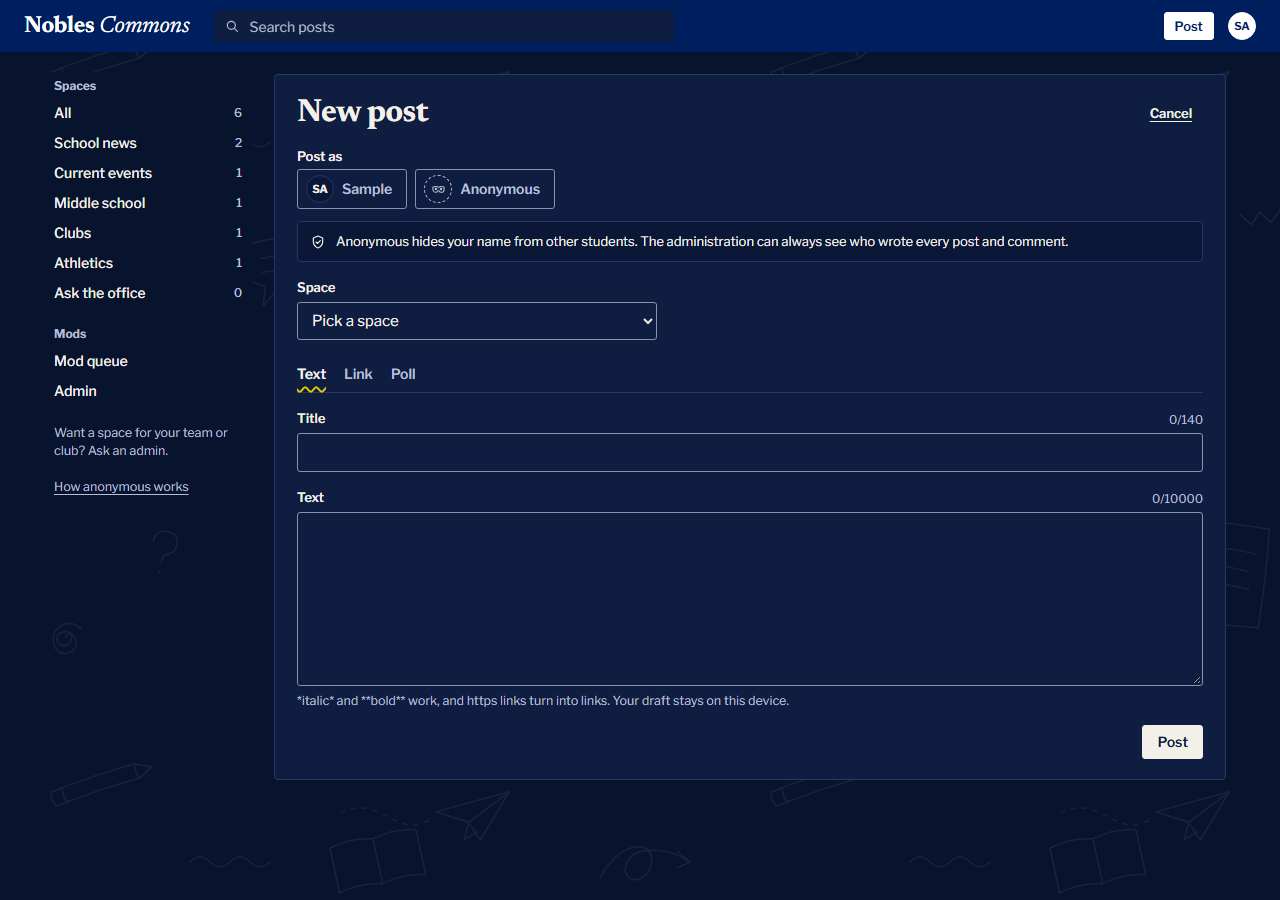 Nobles Commons
Search posts
Post
SA
Spaces
All 6
School news 2
Current events 1
Middle school 1
Clubs 1
Athletics 1
Ask the office 0
Mods
Mod queue
Admin
Want a space for your team or
club? Ask an admin.
How anonymous works
New post
Cancel
Post as
SA Sample
Anonymous
Anonymous hides your name from other students. The administration can always see who wrote every post and comment.
Space
Pick a space
Text Link Poll
Title 0/140
Text 0/10000
*italic* and **bold** work, and https links turn into links. Your draft stays on this device.
Post